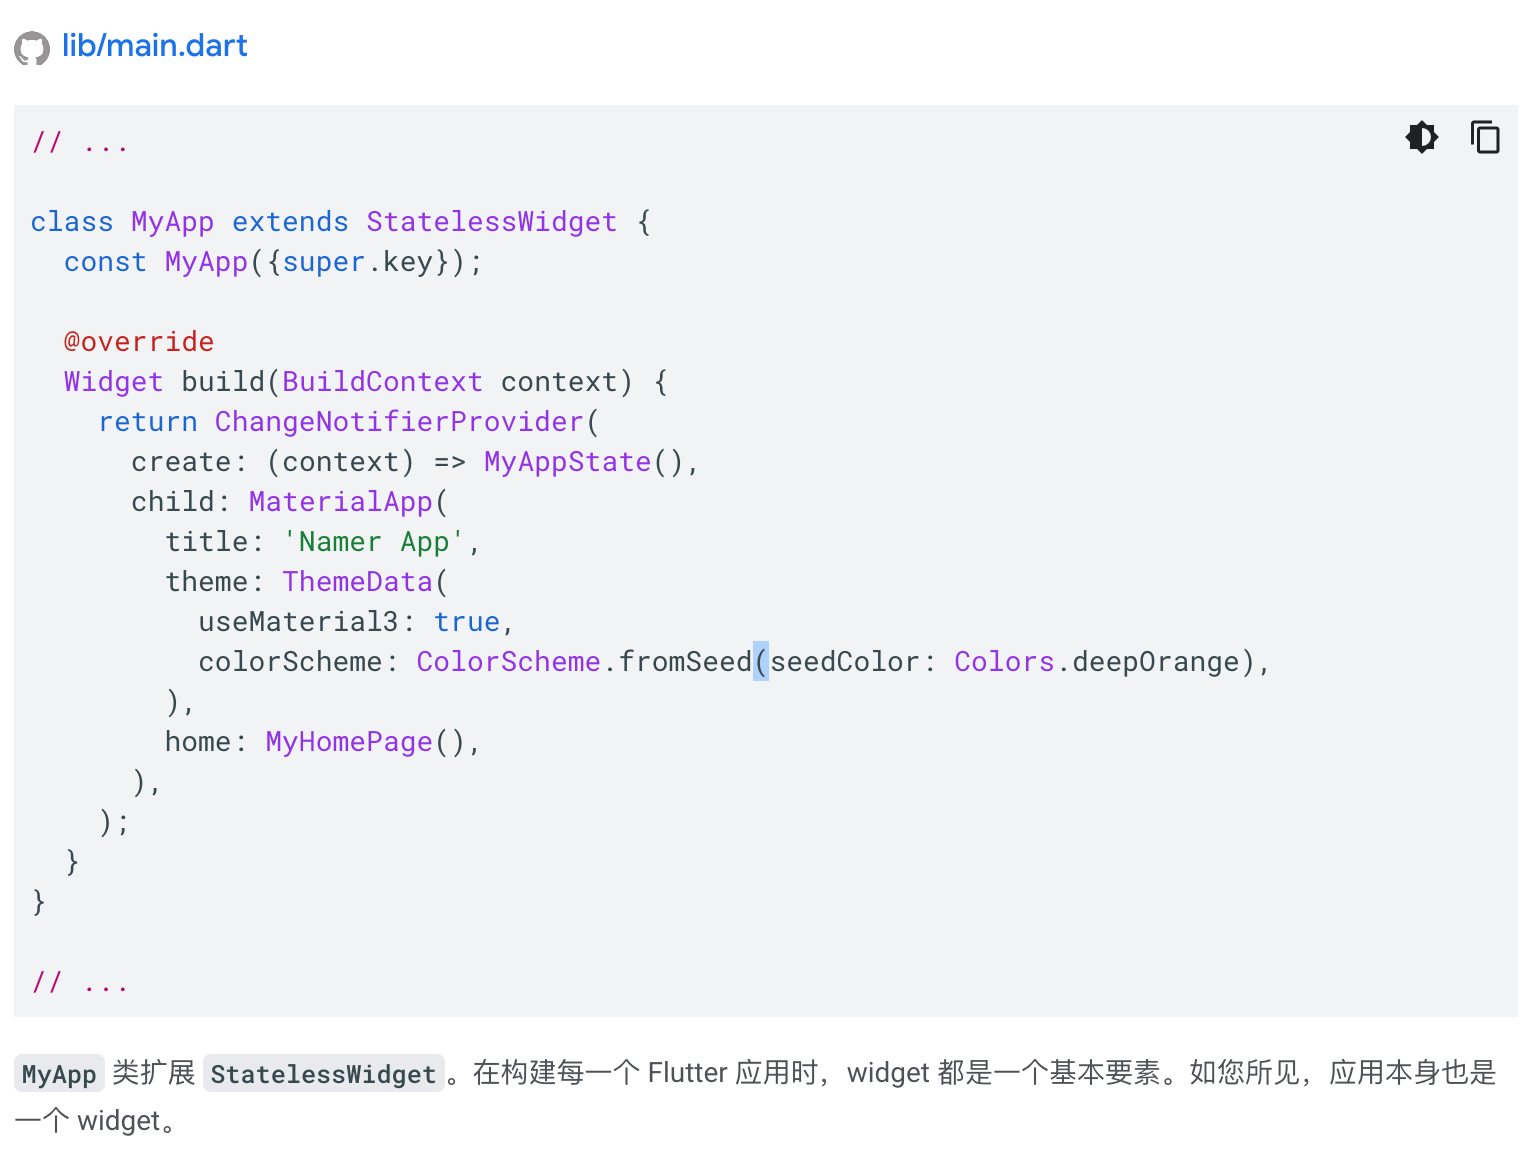 lib/main.dart
// ...
class MyApp extends StatelessWidget {
  const MyApp({super.key});
  @override
  Widget build(BuildContext context) {
    return ChangeNotifierProvider(
      create: (context) => MyAppState(),
      child: MaterialApp(
        title: 'Namer App',
        theme: ThemeData(
          useMaterial3: true,
          colorScheme: ColorScheme.fromSeed(seedColor: Colors.deepOrange),
        ),
        home: MyHomePage(),
      ),
    );
  }
}
// ...
MyApp 类扩展 StatelessWidget。在构建每一个 Flutter 应用时，widget 都是一个基本要素。如您所见，应用本身也是
一个 widget。